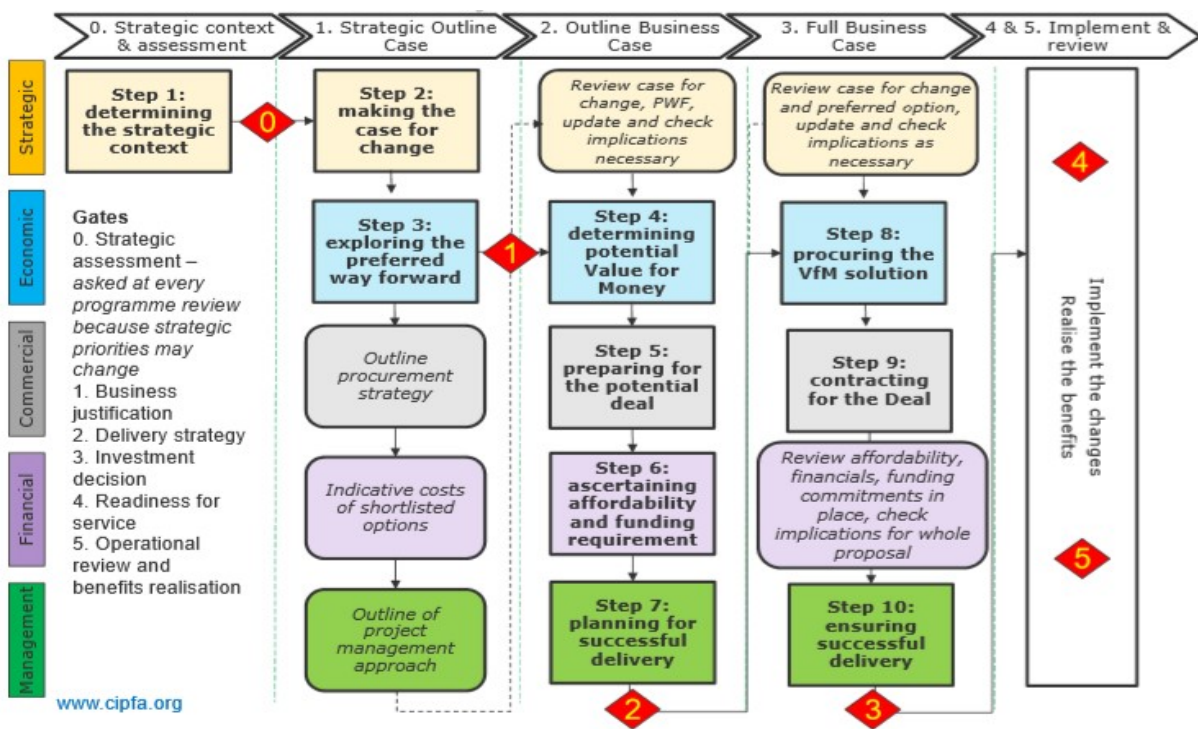 0. Strategic context
& assessment
1. Strategic Outline
Case
2. Outline Business
Case
3. Full Business
Case
4 & 5. Implement &
review
Strategic
Economic
Commercial
Financial
Management
Step 1:
determining
the strategic
context
0
Gates
0. Strategic
assessment –
asked at every
programme review
because strategic
priorities may
change
1. Business
justification
2. Delivery strategy
3. Investment
decision
4. Readiness for
service
5. Operational
review and
benefits realisation
www.cipfa.org
Step 2:
making the
case for
change
Step 3:
exploring the
preferred
way forward
1
Outline
procurement
strategy
Indicative costs
of shortlisted
options
Outline of
project
management
approach
Review case for
change, PWF,
update and check
implications
necessary
Step 4:
determining
potential
Value for
Money
Step 5:
preparing for
the potential
deal
Step 6:
ascertaining
affordability
and funding
requirement
Step 7:
planning for
successful
delivery
2
Review case for change
and preferred option,
update and check
implications as
necessary
Step 8:
procuring the
VfM solution
Step 9:
contracting
for the Deal
Review affordability,
financials, funding
commitments in
place, check
implications for whole
proposal
Step 10:
ensuring
successful
delivery
3
4
Implement the changes
Realise the benefits
5